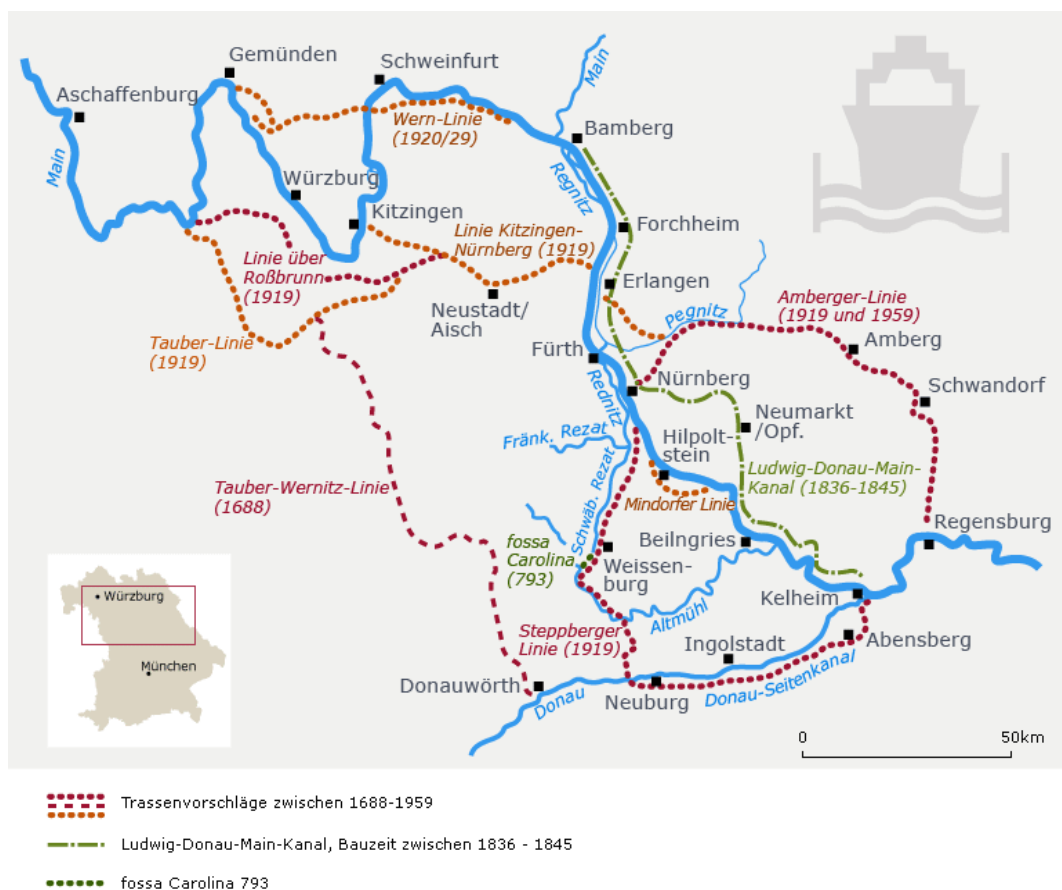 Gemünden
Schweinfurt
Aschaffenburg
Main
Wern-Linie
(1920/29)
Bamberg
Main
Regnitz
Würzburg
Kitzingen
Forchheim
Linie über
Roßbrunn
(1919)
Linie Kitzingen-
Nürnberg (1919)
Erlangen
Amberger-Linie
(1919 und 1959)
Neustadt/
Aisch
Pegnitz
Tauber-Linie
(1919)
Fürth
Amberg
Rednitz
Nürnberg
Schwandorf
Neumarkt
/Opf.
Fränk. Rezat
Hilpolt-
stein
Ludwig-Donau-Main-
Kanal (1836-1845)
Tauber-Wernitz-Linie
(1688)
Schwäb. Rezat
Mindorfer Linie
Regensburg
fossa
Carolina
(793)
Beilngries
Weissen-
burg
Kelheim
Altmühl
Steppberger
Linie (1919)
Ingolstadt
Abensberg
Donauwörth
Donau
Neuburg
Donau-Seitenkanal
Würzburg
München
0 50km
Trassenvorschläge zwischen 1688-1959
Ludwig-Donau-Main-Kanal, Bauzeit zwischen 1836 - 1845
fossa Carolina 793